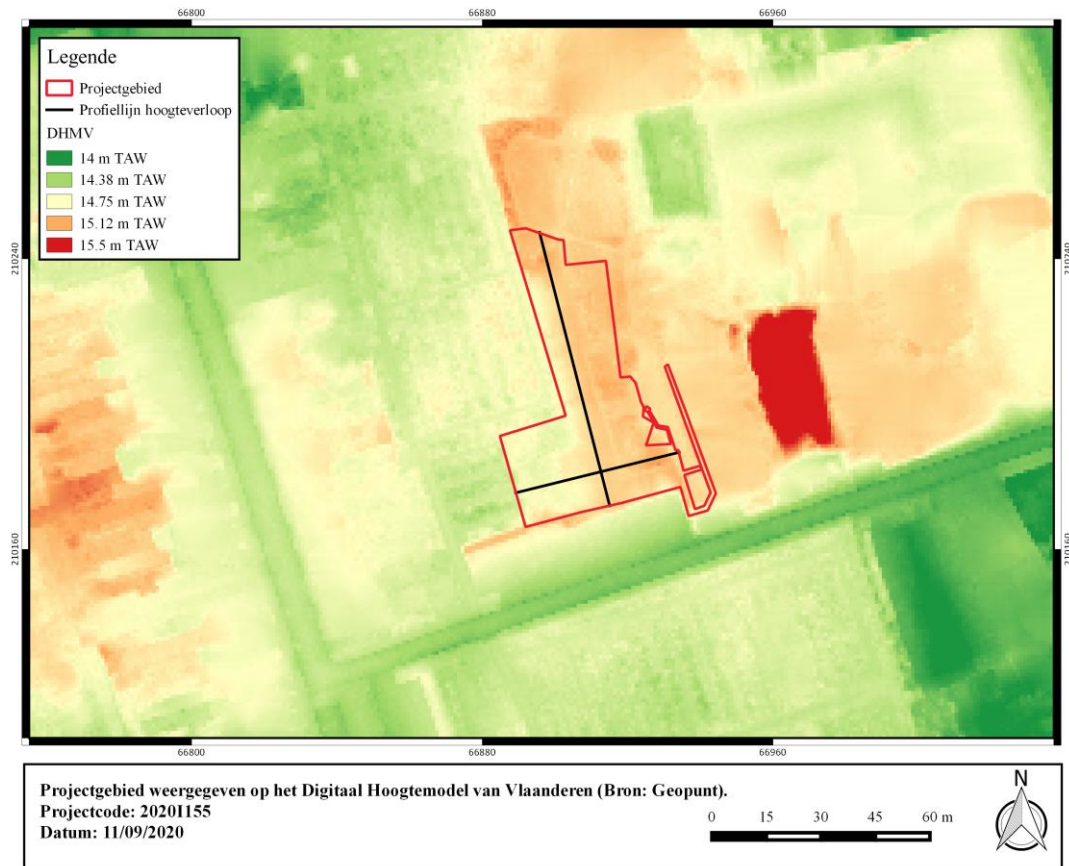 66800 66880 66960
Legende
Projectgebied
Profiellijn hoogteverloop
DHMV
14 m TAW
14.38 m TAW
14.75 m TAW
15.12 m TAW
15.5 m TAW
210240 210240
210160 210160
66800 66880 66960
Projectgebied weergegeven op het Digitaal Hoogtemodel van Vlaanderen (Bron: Geopunt).
Projectcode: 2020I155
Datum: 11/09/2020
0 15 30 45 60 m
N